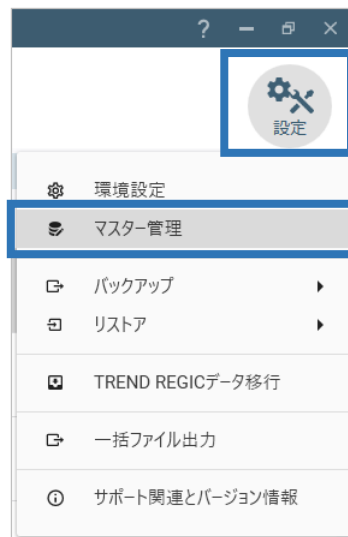 ?
設定
環境設定
マスター管理
バックアップ
リストア
TREND REGICデータ移行
一括ファイル出力
サポート関連とバージョン情報